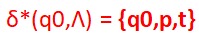 δ*(q0,Λ) = {q0,p,t}